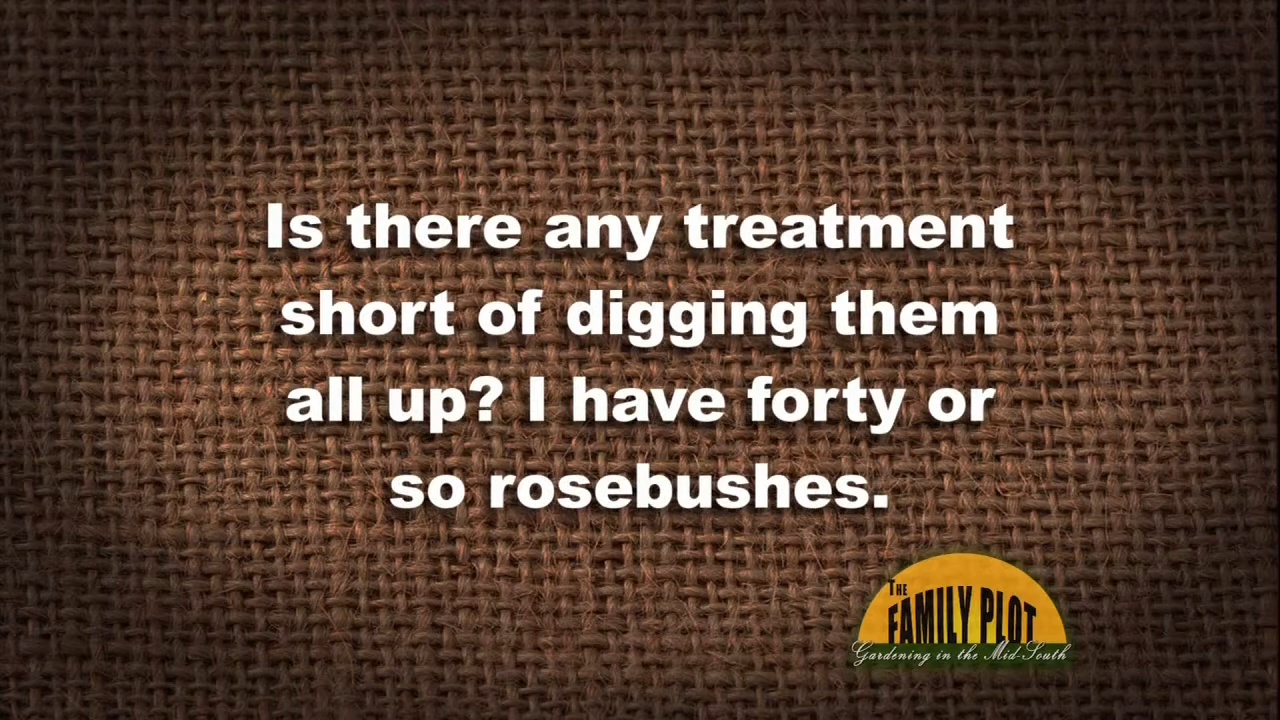 Is there any treatment
short of digging them
all up? I have forty or
so rosebushes.
THE
FAMILY PLOT
Gardening in the Mid-South